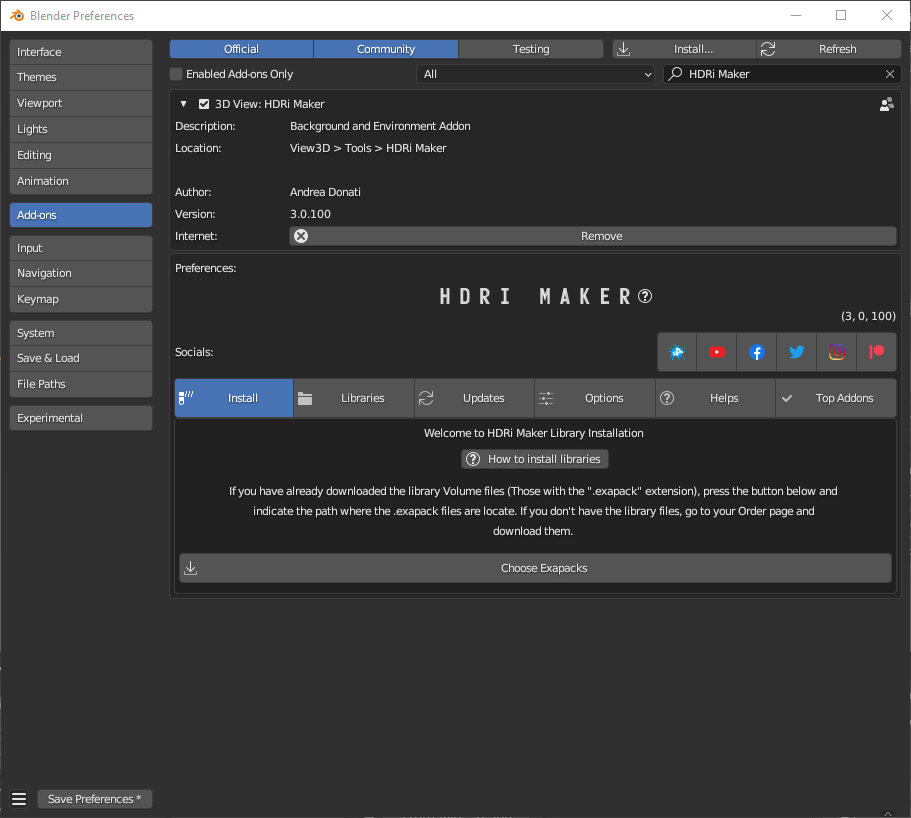 Blender Preferences
Interface
Themes
Viewport
Lights
Editing
Animation
Add-ons
Input
Navigation
Keymap
System
Save & Load
File Paths
Experimental
Save Preferences *
Official Community Testing Install... Refresh
Enabled Add-ons Only All HDRi Maker
3D View: HDRi Maker
Description: Background and Environment Addon
Location: View3D > Tools > HDRi Maker
Author: Andrea Donati
Version: 3.0.100
Internet: Remove
Preferences:
HDRI MAKER
(3, 0, 100)
Socials:
Install Libraries Updates Options Helps Top Addons
Welcome to HDRi Maker Library Installation
How to install libraries
If you have already downloaded the library Volume files (Those with the ".exapack" extension), press the button below and
indicate the path where the .exapack files are locate. If you don't have the library files, go to your Order page and
download them.
Choose Exapacks